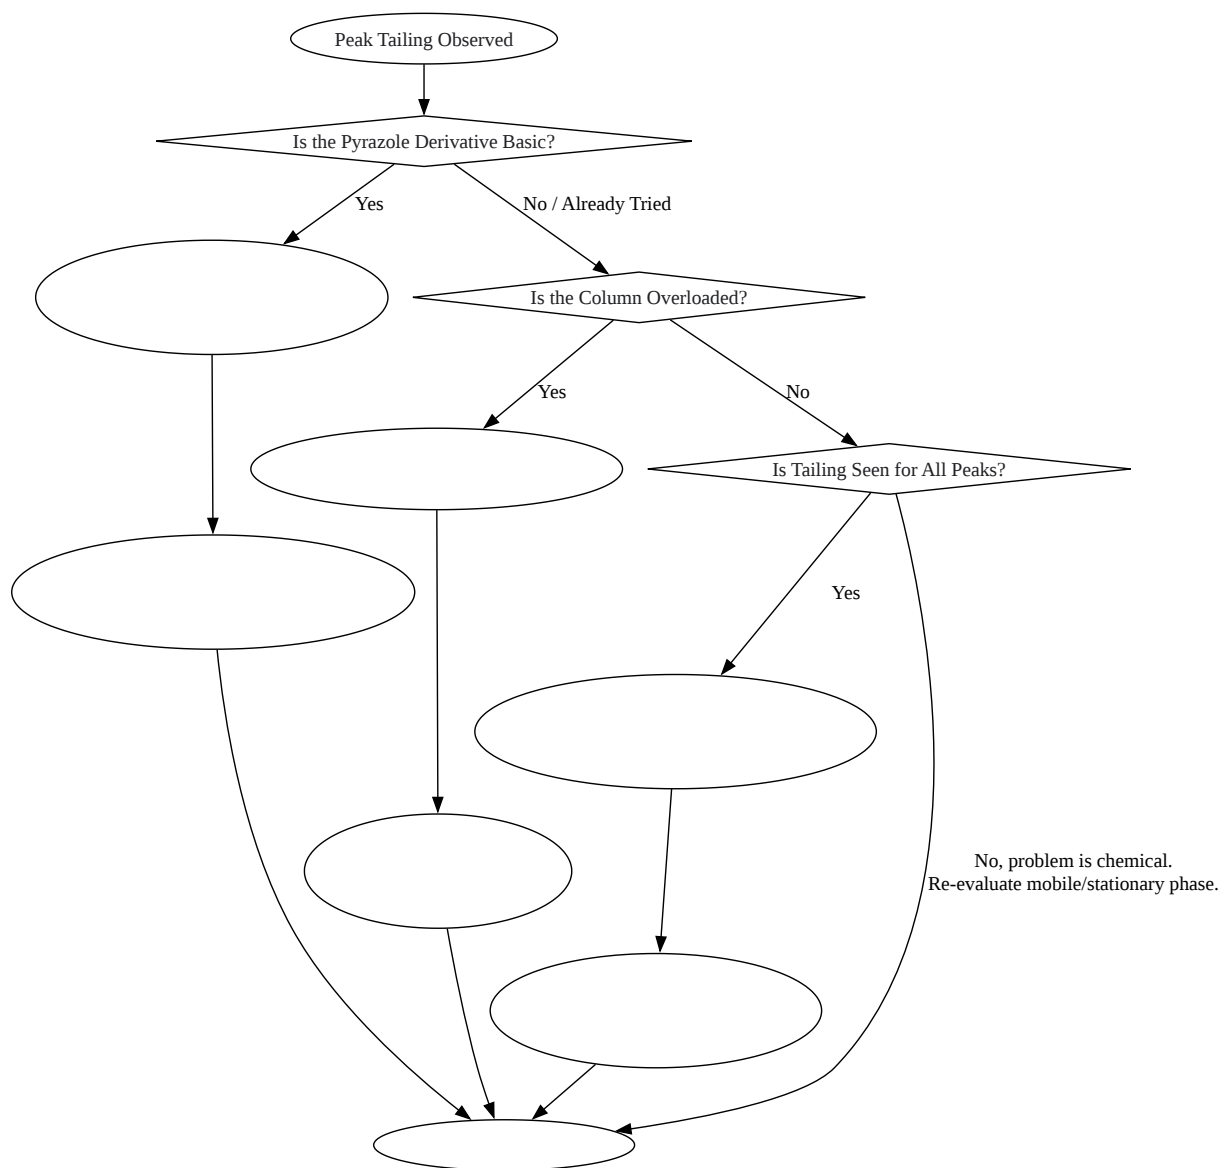 Peak Tailing Observed
Is the Pyrazole Derivative Basic?
Yes
No / Already Tried
Is the Column Overloaded?
Yes
No
Is Tailing Seen for All Peaks?
Yes
No, problem is chemical.
Re-evaluate mobile/stationary phase.